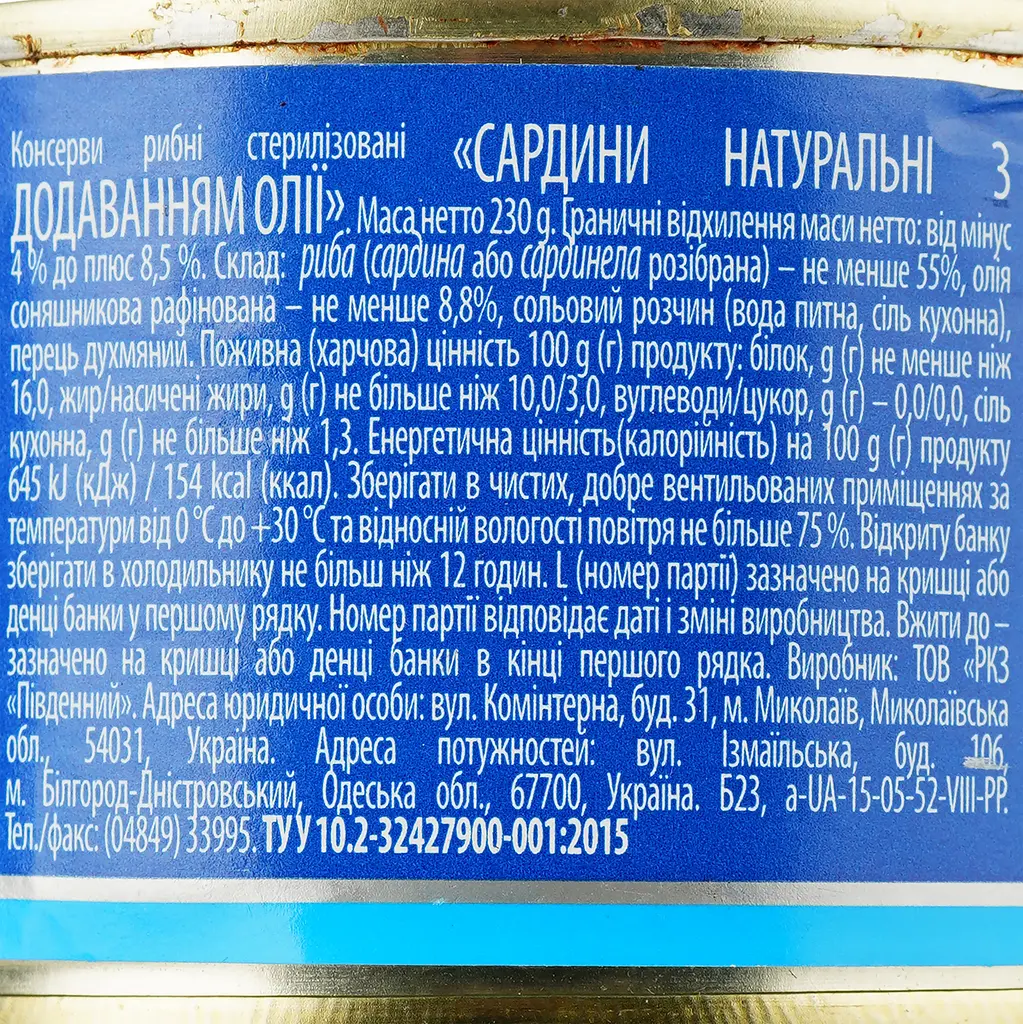 Консерви рибні стерилізовані «САРДИНИ НАТУРАЛЬНІ З
ДОДАВАННЯМ ОЛІЇ». Маса нетто 230 g. Граничні відхилення маси нетто: від мінус
4 % до плюс 8,5 %. Склад: риба (сардина або сардинела розібрана) – не менше 55%, олія
соняшникова рафінована – не менше 8,8%, сольовий розчин (вода питна, сіль кухонна),
перець духмяний. Поживна (харчова) цінність 100 g (г) продукту: білок, g (г) не менше ніж
16,0, жир/насичені жири, g (г) не більше ніж 10,0/3,0, вуглеводи/цукор, g (г) – 0,0/0,0, сіль
кухонна, g (г) не більше ніж 1,3. Енергетична цінність(калорійність) на 100 g (г) продукту
645 kJ (кДж) / 154 kcal (ккал). Зберігати в чистих, добре вентильованих приміщеннях за
температури від 0 °С до +30 °С та відносній вологості повітря не більше 75 %. Відкриту банку
зберігати в холодильнику не більш ніж 12 годин. L (номер партії) зазначено на кришці або
денці банки у першому рядку. Номер партії відповідає даті і зміні виробництва. Вжити до –
зазначено на кришці або денці банки в кінці першого рядка. Виробник: ТОВ «РКЗ
«Південний». Адреса юридичної особи: вул. Комінтерна, буд. 31, м. Миколаїв, Миколаївська
обл., 54031, Україна. Адреса потужностей: вул. Ізмаїльська, буд. 106,
м. Білгород-Дністровський, Одеська обл., 67700, Україна. Б23, a-UA-15-05-52-VIII-PP.
Тел./факс: (04849) 33995. ТУ У 10.2-32427900-001:2015